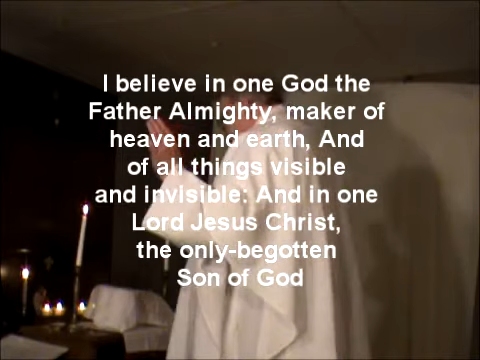 I believe in one God the
Father Almighty, maker of
heaven and earth, And
of all things visible
and invisible: And in one
Lord Jesus Christ,
the only-begotten
Son of God